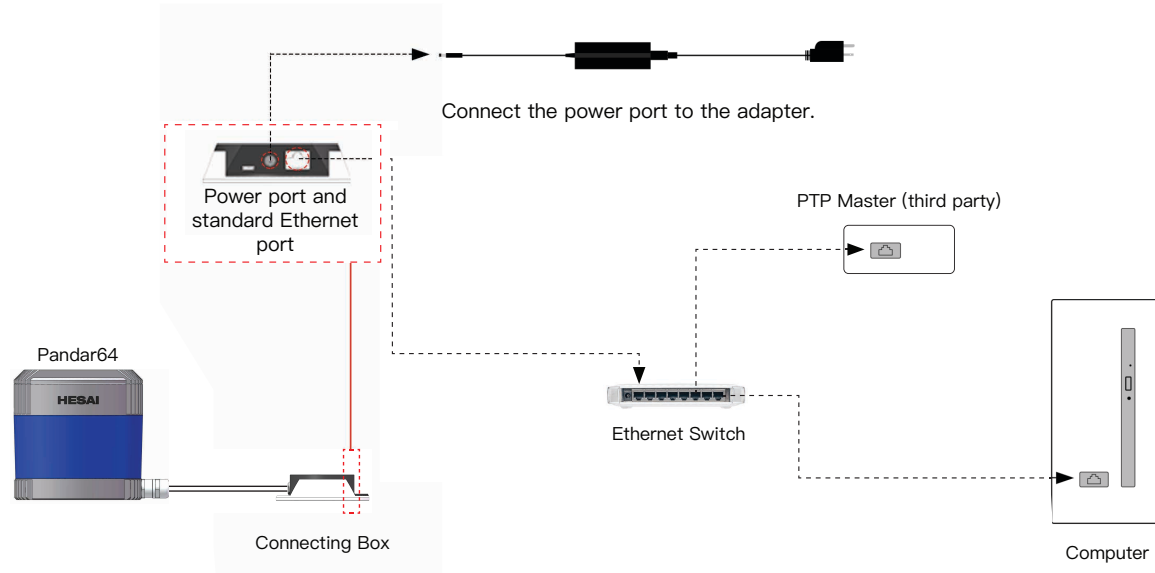 Connect the power port to the adapter.
Power port and
standard Ethernet
port
PTP Master (third party)
Pandar64
HESAI
Ethernet Switch
Connecting Box
Computer